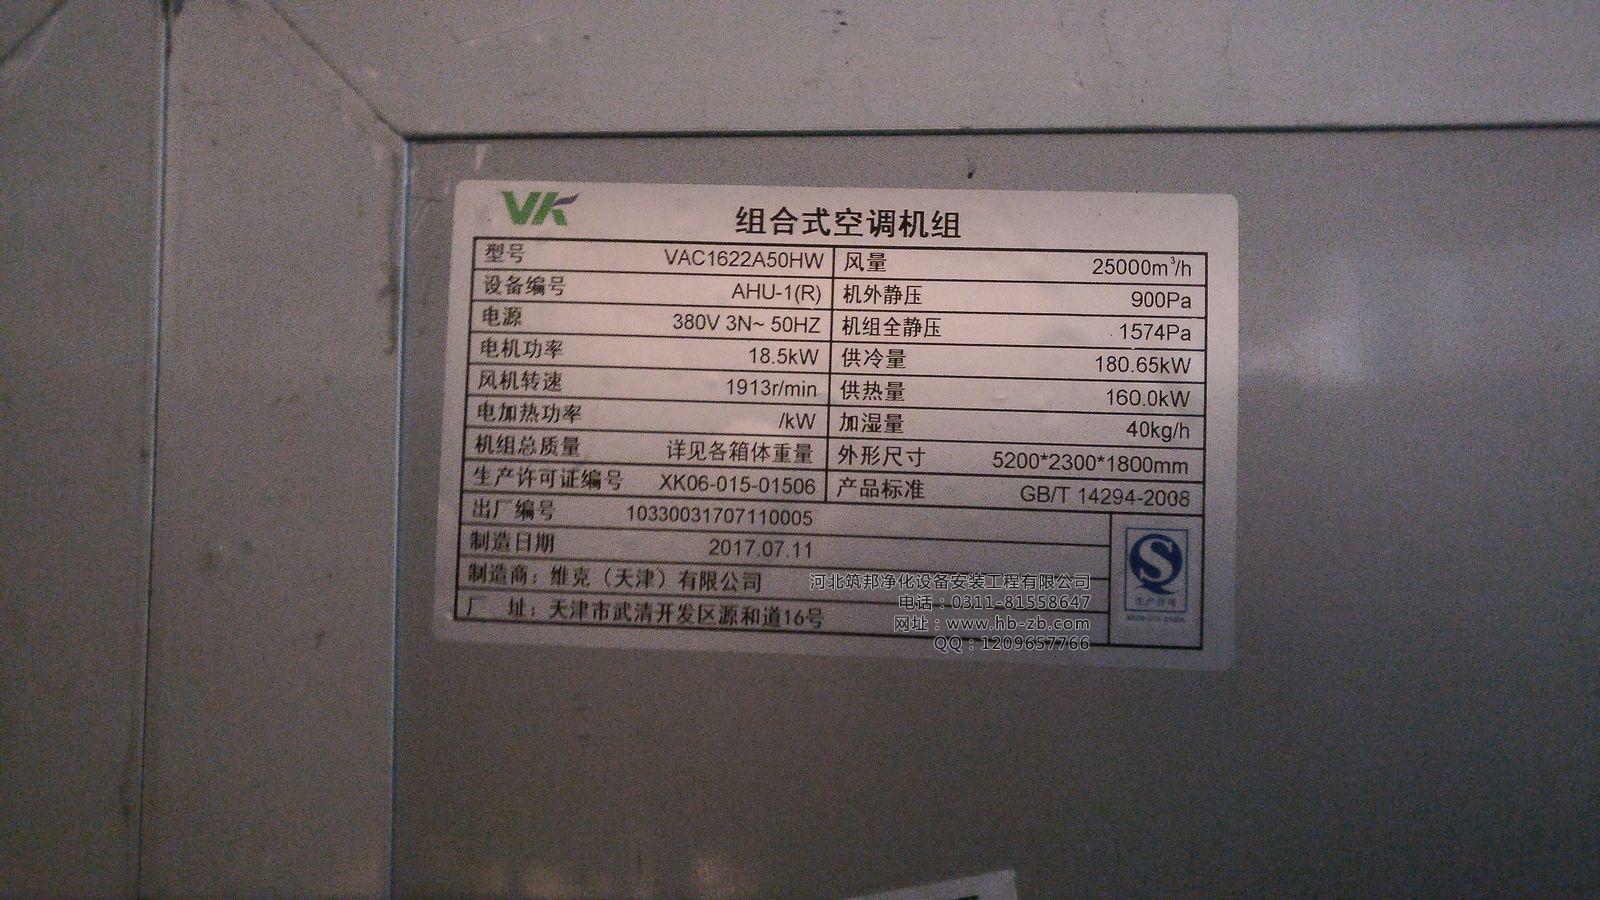 VK
组合式空调机组
型号 VAC1622A50HW 风量 25000m³/h
设备编号 AHU-1(R) 机外静压 900Pa
电源 380V 3N~ 50HZ 机组全静压 1574Pa
电机功率 18.5kW 供冷量 180.65kW
风机转速 1913r/min 供热量 160.0kW
电加热功率 /kW 加湿量 40kg/h
机组总质量 详见各箱体重量 外形尺寸 5200*2300*1800mm
生产许可证编号 XK06-015-01506 产品标准 GB/T 14294-2008
出厂编号 10330031707110005
制造日期 2017.07.11
制造商：维克（天津）有限公司
厂 址：天津市武清开发区源和道16号
生产许可
河北筑邦净化设备安装工程有限公司
电话：0311-81558647
网址：www.hb-zb.com
QQ：1209657766